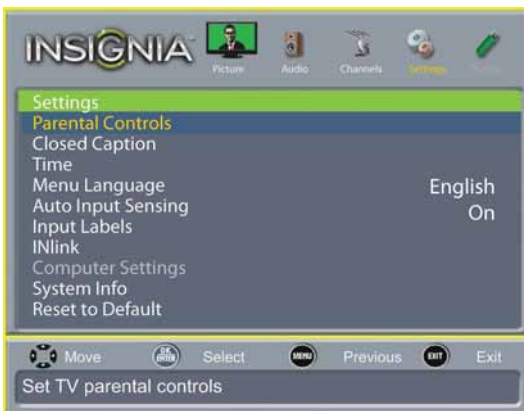 INSIGNIA
Picture Audio Channels Settings
Settings
Parental Controls
Closed Caption
Time
Menu Language English
Auto Input Sensing On
Input Labels
INlink
Computer Settings
System Info
Reset to Default
Move OK ENTER Select MENU Previous EXIT Exit
Set TV parental controls